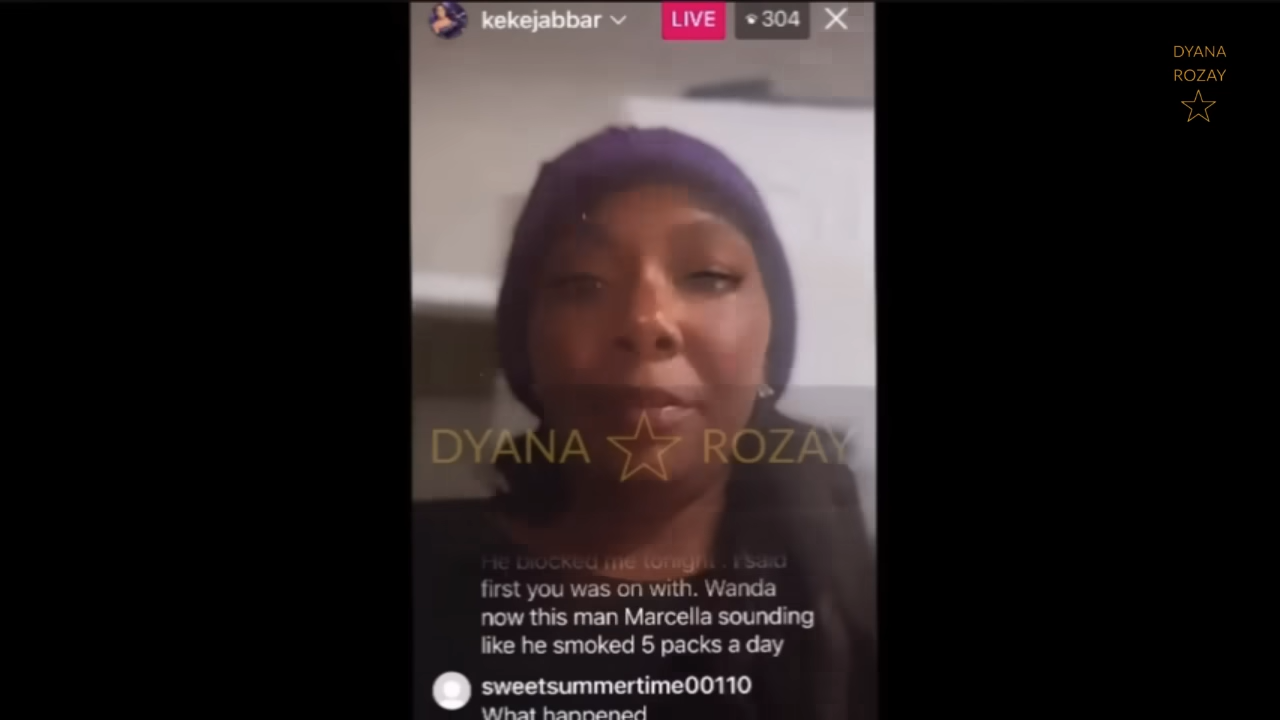 kekejabbar
LIVE
304
DYANA
ROZAY
DYANA ROZAY
He blocked me tonight . I said
first you was on with. Wanda
now this man Marcella sounding
like he smoked 5 packs a day
sweetsummertime00110
What happened